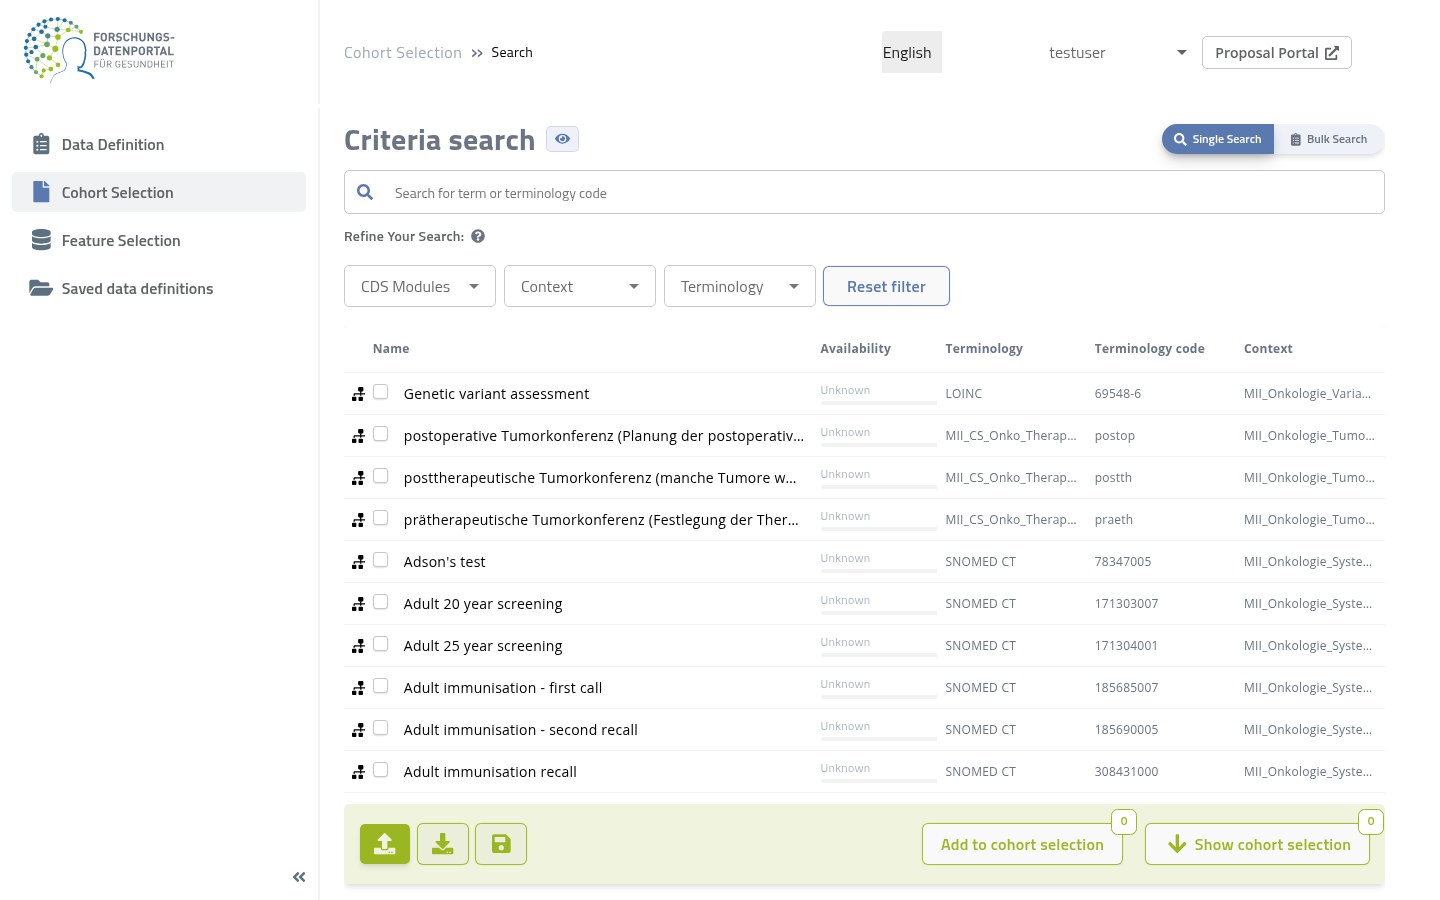 FORSCHUNGS-
DATENPORTAL
FÜR GESUNDHEIT
Cohort Selection » Search
English
testuser
Proposal Portal
Data Definition
Cohort Selection
Feature Selection
Saved data definitions
Criteria search
Single Search
Bulk Search
Search for term or terminology code
Refine Your Search:
CDS Modules
Context
Terminology
Reset filter
Name Availability Terminology Terminology code Context
Genetic variant assessment Unknown LOINC 69548-6 MII_Onkologie_Varia...
postoperative Tumorkonferenz (Planung der postoperativ... Unknown MII_CS_Onko_Therap... postop MII_Onkologie_Tumo...
posttherapeutische Tumorkonferenz (manche Tumore w... Unknown MII_CS_Onko_Therap... postth MII_Onkologie_Tumo...
prätherapeutische Tumorkonferenz (Festlegung der Ther... Unknown MII_CS_Onko_Therap... praeth MII_Onkologie_Tumo...
Adson's test Unknown SNOMED CT 78347005 MII_Onkologie_Syste...
Adult 20 year screening Unknown SNOMED CT 171303007 MII_Onkologie_Syste...
Adult 25 year screening Unknown SNOMED CT 171304001 MII_Onkologie_Syste...
Adult immunisation - first call Unknown SNOMED CT 185685007 MII_Onkologie_Syste...
Adult immunisation - second recall Unknown SNOMED CT 185690005 MII_Onkologie_Syste...
Adult immunisation recall Unknown SNOMED CT 308431000 MII_Onkologie_Syste...
Add to cohort selection 0
Show cohort selection 0